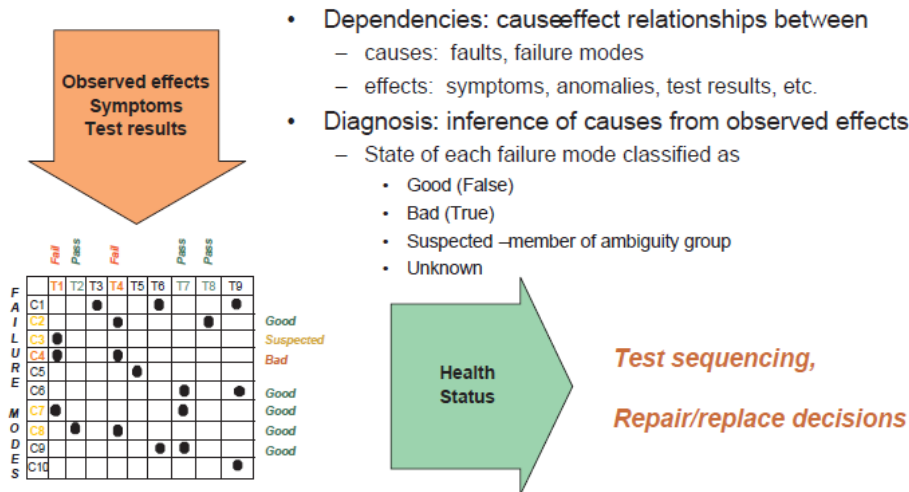 Observed effects
Symptoms
Test results
• Dependencies: causeæeffect relationships between
– causes: faults, failure modes
– effects: symptoms, anomalies, test results, etc.
• Diagnosis: inference of causes from observed effects
– State of each failure mode classified as
• Good (False)
• Bad (True)
• Suspected –member of ambiguity group
• Unknown
Fail Pass Fail Pass Pass
T1 T2 T3 T4 T5 T6 T7 T8 T9
FAILURE MODES
C1
C2 Good
C3 Suspected
C4 Bad
C5
C6 Good
C7 Good
C8 Good
C9 Good
C10
Health
Status
Test sequencing,
Repair/replace decisions